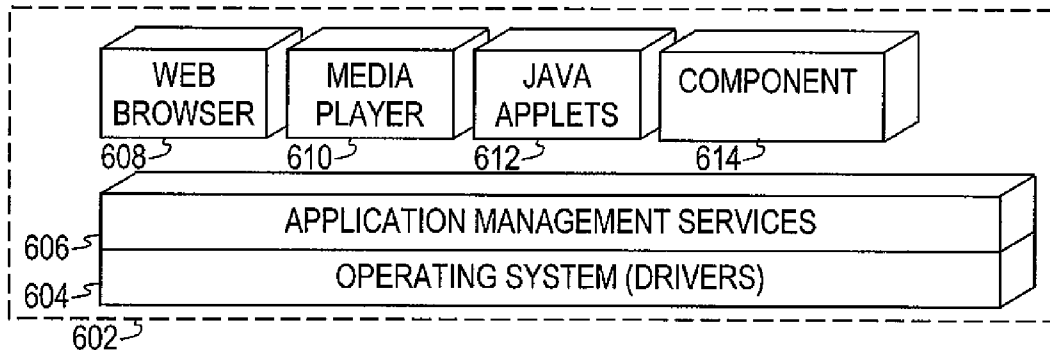 WEB
BROWSER
MEDIA
PLAYER
JAVA
APPLETS
COMPONENT
608
610
612
614
APPLICATION MANAGEMENT SERVICES
606
OPERATING SYSTEM (DRIVERS)
604
602